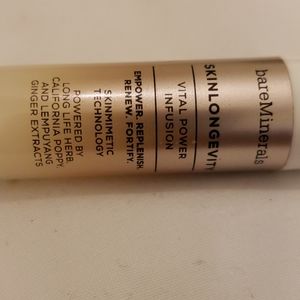 bareMinerals
SKINLONGEVITY
VITAL POWER
INFUSION
EMPOWER. REPLENISH.
RENEW. FORTIFY.
SKINMIMETIC
TECHNOLOGY
POWERED BY
LONG LIFE HERB,
CALIFORNIA POPPY,
AND LEMPUYANG
GINGER EXTRACTS